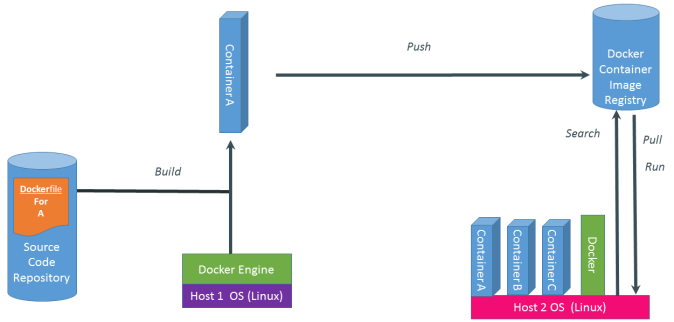 Container A
Push
Docker
Container
Image
Registry
Search
Pull
Run
Build
Dockerfile
For
A
Source
Code
Repository
Docker Engine
Host 1 OS (Linux)
Container A
Container B
Container C
Docker
Host 2 OS (Linux)